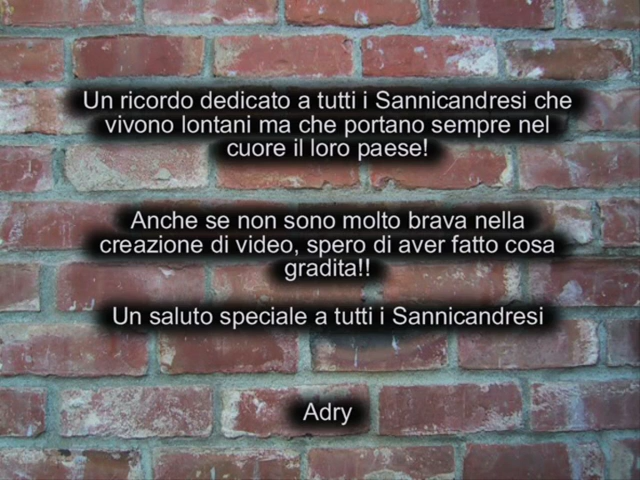 Un ricordo dedicato a tutti i Sannicandresi che
vivono lontani ma che portano sempre nel
cuore il loro paese!
Anche se non sono molto brava nella
creazione di video, spero di aver fatto cosa
gradita!!
Un saluto speciale a tutti i Sannicandresi
Adry